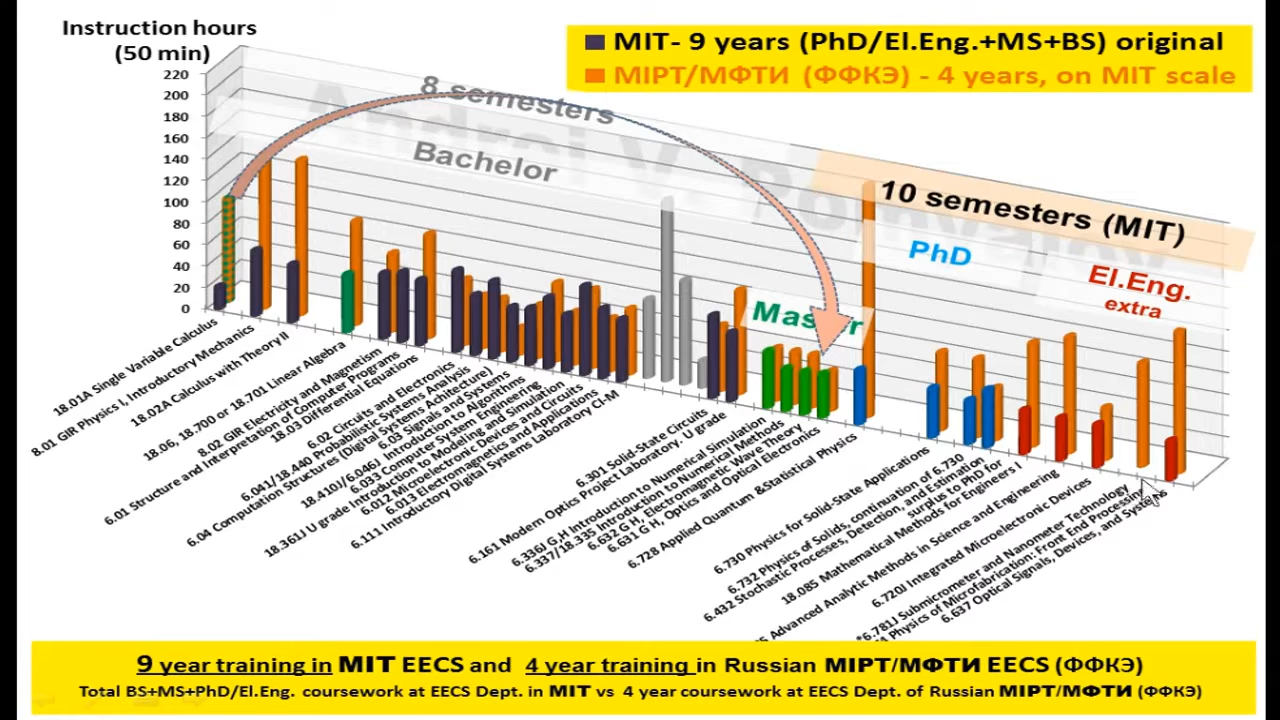 Instruction hours
(50 min)
MIT- 9 years (PhD/El.Eng.+MS+BS) original
MIPT/МФТИ (ФФКЭ) - 4 years, on MIT scale
220
200
180
160
140
120
100
80
60
40
20
0
8 semesters
Bachelor
10 semesters (MIT)
PhD
El.Eng.
extra
Master
18.01A Single Variable Calculus
8.01 GIR Physics I, Introductory Mechanics
18.02A Calculus with Theory II
18.06, 18.700 or 18.701 Linear Algebra
8.02 GIR Electricity and Magnetism
6.01 Structure and Interpretation of Computer Programs
18.03 Differential Equations
6.02 Circuits and Electronics
6.041/18.440 Probabilistic Systems Analysis
6.04 Computation Structures (Digital Systems Achitecture)
6.03 Signals and Systems
18.410J/(6.046J) Introduction to Algorithms
6.033 Computer System Engineering
18.361J U grade Introduction to Modeling and Simulation
6.012 Microelectronic Devices and Circuits
6.013 Electromagnetics and Applications
6.111 Introductory Digital Systems Laboratory CI-M
6.301 Solid-State Circuits
6.161 Modern Optics Project Laboratory. U grade
6.336J G,H Introduction to Numerical Simulation
6.337/18.335 Introduction to Numerical Methods
6.632 G H, Electromagnetic Wave Theory
6.631 G H, Optics and Optical Electronics
6.728 Applied Quantum &Statistical Physics
6.730 Physics for Solid-State Applications
6.732 Physics of Solids, continuation of 6.730
6.432 Stochastic Processes, Detection, and Estimation
surplus to PhD for
18.085 Mathematical Methods for Engineers I
Advanced Analytic Methods in Science and Engineering
6.720J Integrated Microelectronic Devices
*6.781J Submicrometer and Nanometer Technology
Physics of Microfabrication: Front End Processing
6.637 Optical Signals, Devices, and Systems
9 year training in MIT EECS and 4 year training in Russian MIPT/МФТИ EECS (ФФКЭ)
Total BS+MS+PhD/El.Eng. coursework at EECS Dept. in MIT vs 4 year coursework at EECS Dept. of Russian MIPT/МФТИ (ФФКЭ)